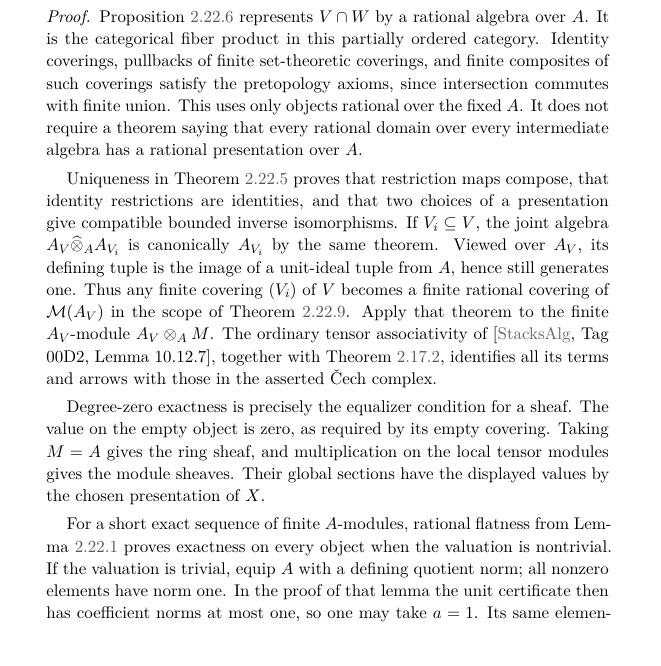 Proof. Proposition 2.22.6 represents V ∩ W by a rational algebra over A. It
is the categorical fiber product in this partially ordered category. Identity
coverings, pullbacks of finite set-theoretic coverings, and finite composites of
such coverings satisfy the pretopology axioms, since intersection commutes
with finite union. This uses only objects rational over the fixed A. It does not
require a theorem saying that every rational domain over every intermediate
algebra has a rational presentation over A.
Uniqueness in Theorem 2.22.5 proves that restriction maps compose, that
identity restrictions are identities, and that two choices of a presentation
give compatible bounded inverse isomorphisms. If Vᵢ ⊆ V, the joint algebra
A_V ⊗̂_A A_{Vᵢ} is canonically A_{Vᵢ} by the same theorem. Viewed over A_V, its
defining tuple is the image of a unit-ideal tuple from A, hence still generates
one. Thus any finite covering (Vᵢ) of V becomes a finite rational covering of
ℳ(A_V) in the scope of Theorem 2.22.9. Apply that theorem to the finite
A_V-module A_V ⊗_A M. The ordinary tensor associativity of [StacksAlg, Tag
00D2, Lemma 10.12.7], together with Theorem 2.17.2, identifies all its terms
and arrows with those in the asserted Čech complex.
Degree-zero exactness is precisely the equalizer condition for a sheaf. The
value on the empty object is zero, as required by its empty covering. Taking
M = A gives the ring sheaf, and multiplication on the local tensor modules
gives the module sheaves. Their global sections have the displayed values by
the chosen presentation of X.
For a short exact sequence of finite A-modules, rational flatness from Lem-
ma 2.22.1 proves exactness on every object when the valuation is nontrivial.
If the valuation is trivial, equip A with a defining quotient norm; all nonzero
elements have norm one. In the proof of that lemma the unit certificate then
has coefficient norms at most one, so one may take a = 1. Its same elemen-